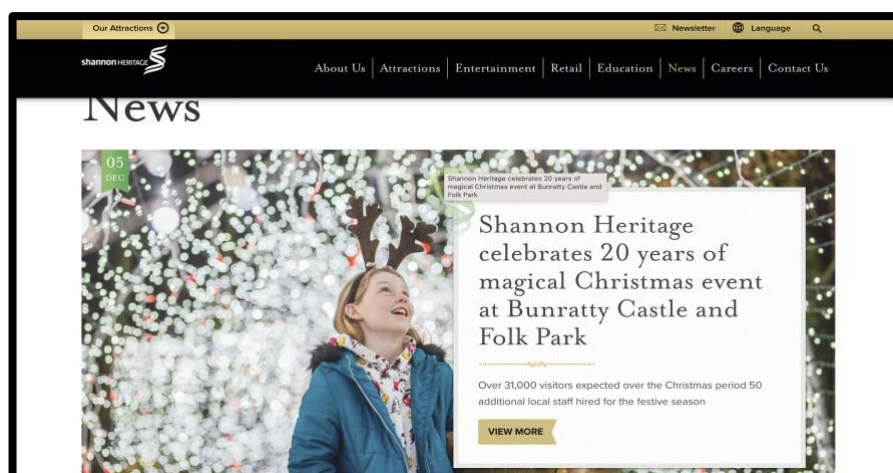 Our Attractions
Newsletter
Language
shannon HERITAGE
About Us
Attractions
Entertainment
Retail
Education
News
Careers
Contact Us
News
05
DEC
Shannon Heritage celebrates 20 years of
magical Christmas event at Bunratty Castle and
Folk Park
Shannon Heritage
celebrates 20 years of
magical Christmas event
at Bunratty Castle and
Folk Park
Over 31,000 visitors expected over the Christmas period 50
additional local staff hired for the festive season
VIEW MORE